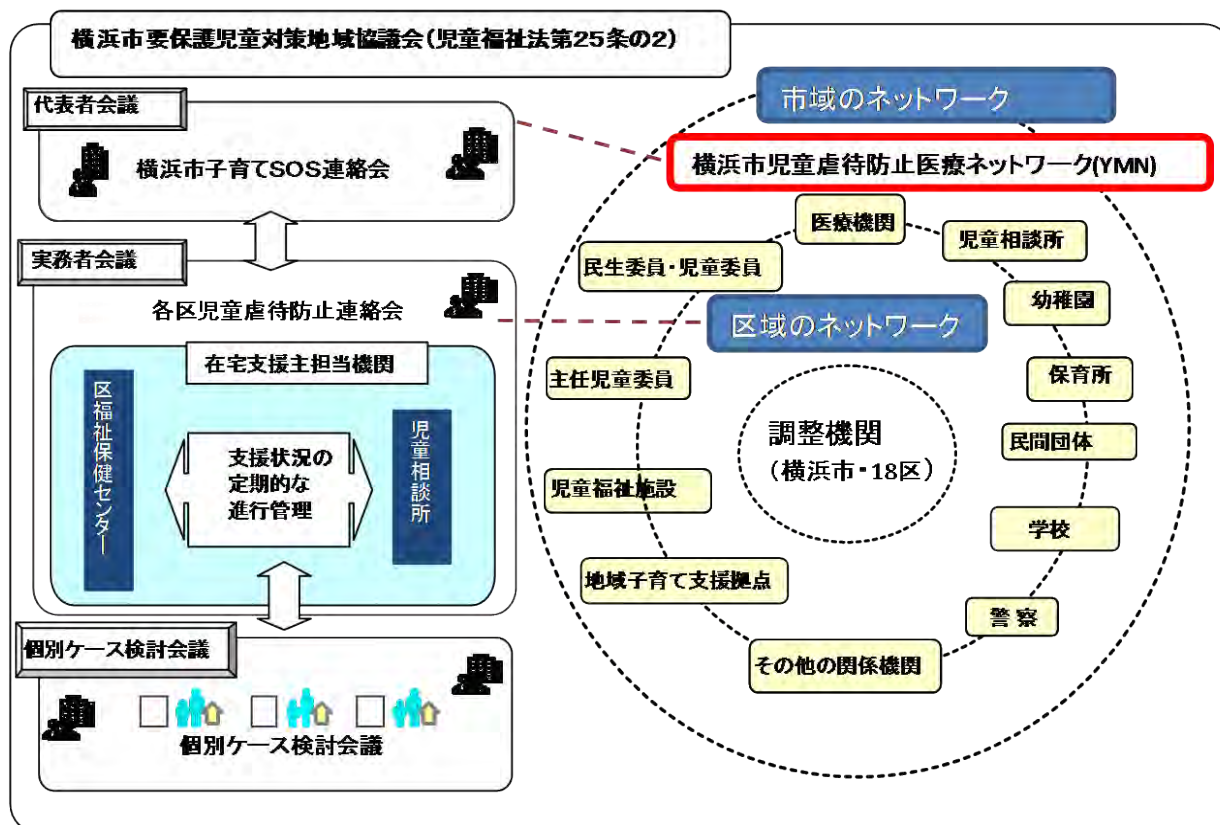 横浜市要保護児童対策地域協議会(児童福祉法第25条の2)
代表者会議
横浜市子育てSOS連絡会
実務者会議
各区児童虐待防止連絡会
在宅支援主担当機関
区福祉保健センター
支援状況の
定期的な
進行管理
児童相談所
個別ケース検討会議
個別ケース検討会議
市域のネットワーク
横浜市児童虐待防止医療ネットワーク(YMN)
医療機関
児童相談所
民生委員・児童委員
幼稚園
区域のネットワーク
主任児童委員
保育所
調整機関
(横浜市・18区)
民間団体
児童福祉施設
学校
地域子育て支援拠点
警察
その他の関係機関